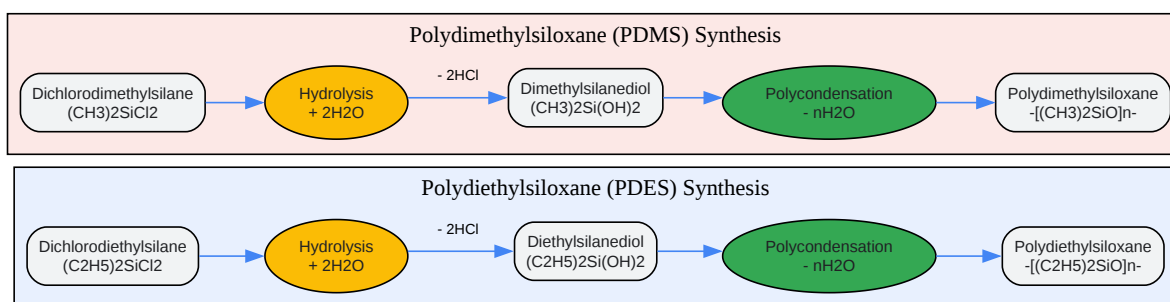 Polydimethylsiloxane (PDMS) Synthesis
Dichlorodimethylsilane
(CH3)2SiCl2
Hydrolysis
+ 2H2O
- 2HCl
Dimethylsilanediol
(CH3)2Si(OH)2
Polycondensation
- nH2O
Polydimethylsiloxane
-[(CH3)2SiO]n-
Polydiethylsiloxane (PDES) Synthesis
Dichlorodiethylsilane
(C2H5)2SiCl2
Hydrolysis
+ 2H2O
- 2HCl
Diethylsilanediol
(C2H5)2Si(OH)2
Polycondensation
- nH2O
Polydiethylsiloxane
-[(C2H5)2SiO]n-